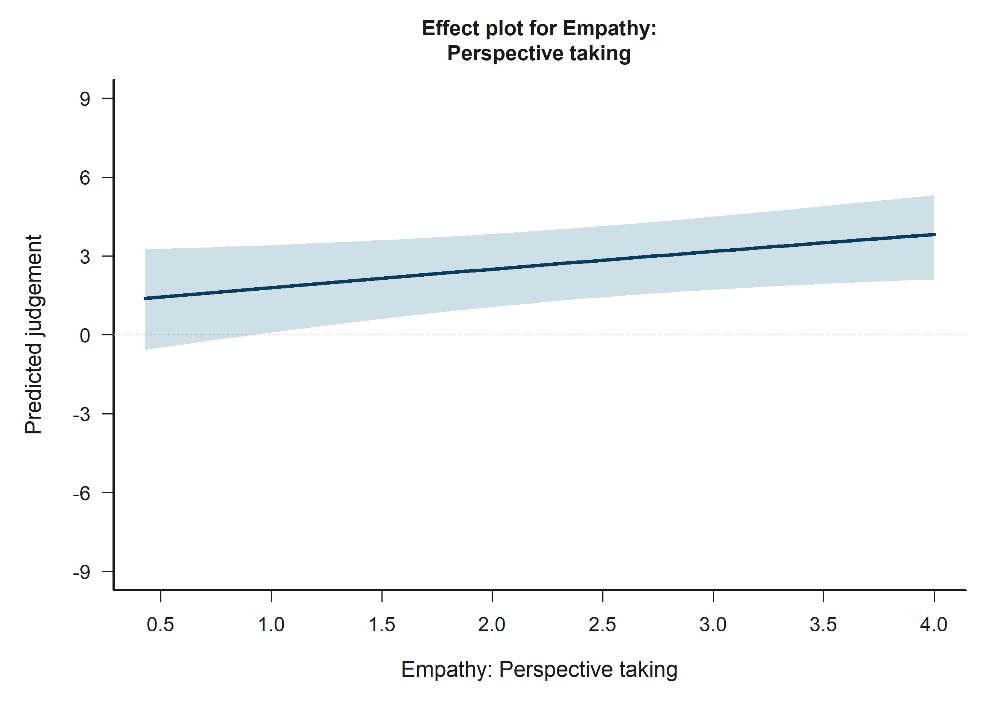 Effect plot for Empathy:
Perspective taking
9
6
3
0
-3
-6
-9
Predicted judgement
0.5 1.0 1.5 2.0 2.5 3.0 3.5 4.0
Empathy: Perspective taking